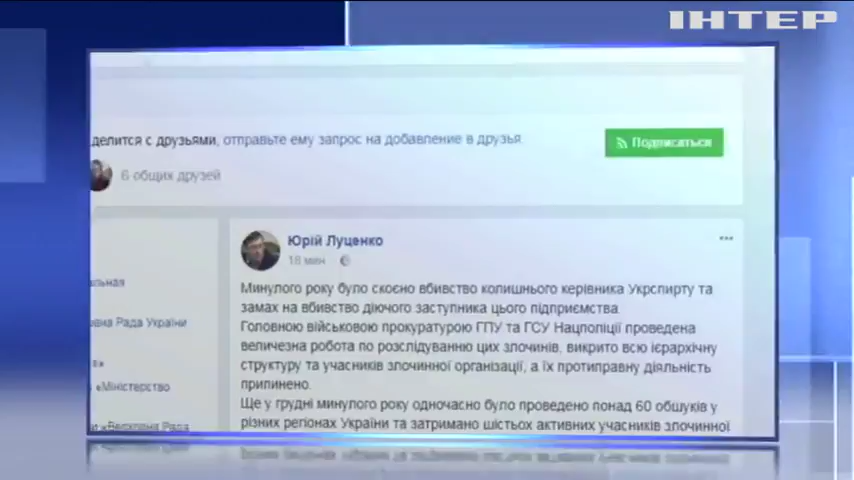 ІНТЕР
делится с друзьями, отправьте ему запрос на добавление в друзья.
Подписаться
6 общих друзей
Юрій Луценко
18 мин
Минулого року було скоєно вбивство колишнього керівника Укрспирту та
замах на вбивство діючого заступника цього підприємства.
Головною військовою прокуратурою ГПУ та ГСУ Нацполіції проведена
величезна робота по розслідуванню цих злочинів, викрито всю ієрархічну
структуру та учасників злочинної організації, а їх протиправну діяльність
припинено.
Ще у грудні минулого року одночасно було проведено понад 60 обшуків у
різних регіонах України та затримано шістьох активних учасників злочинної
альная
овна Рада України
в»
в «Міністерство
и «Верховна Рада